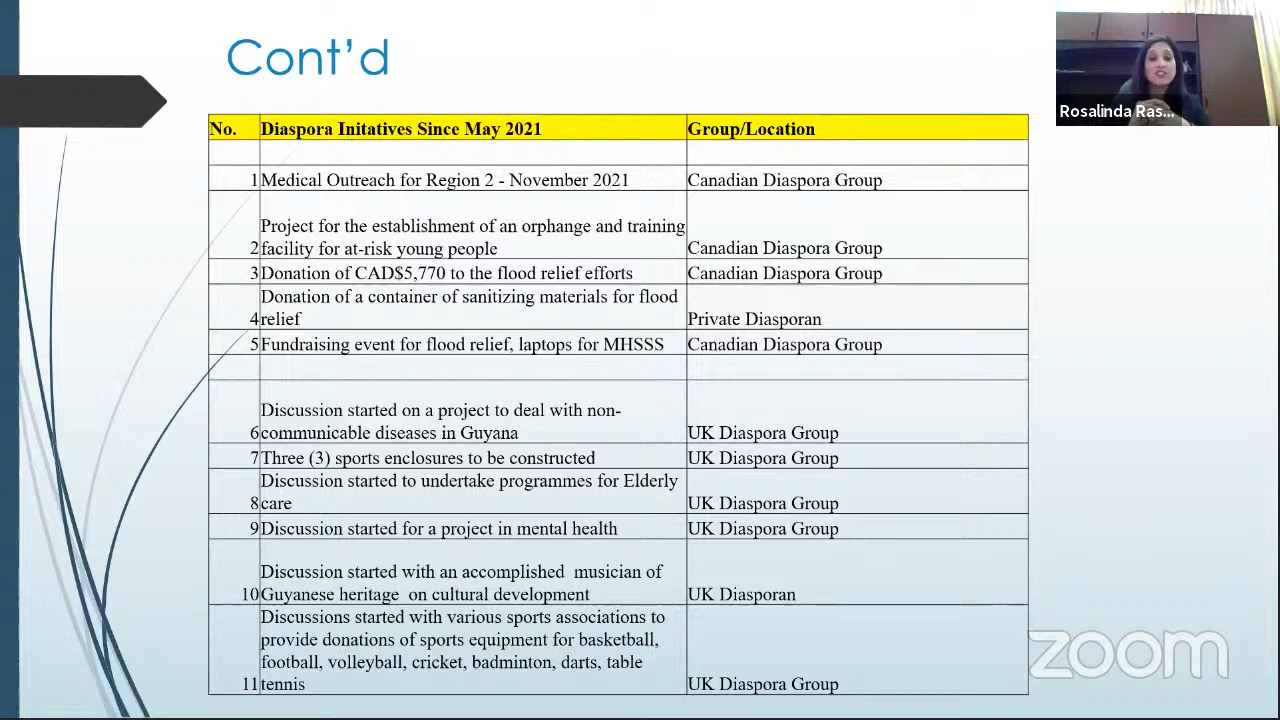 Cont'd
Rosalinda Ras...
No. Diaspora Initatives Since May 2021 Group/Location
1 Medical Outreach for Region 2 - November 2021 Canadian Diaspora Group
Project for the establishment of an orphange and training
2 facility for at-risk young people Canadian Diaspora Group
3 Donation of CAD$5,770 to the flood relief efforts Canadian Diaspora Group
Donation of a container of sanitizing materials for flood
4 relief Private Diasporan
5 Fundraising event for flood relief, laptops for MHSSS Canadian Diaspora Group
Discussion started on a project to deal with non-
6 communicable diseases in Guyana UK Diaspora Group
7 Three (3) sports enclosures to be constructed UK Diaspora Group
Discussion started to undertake programmes for Elderly
8 care UK Diaspora Group
9 Discussion started for a project in mental health UK Diaspora Group
Discussion started with an accomplished musician of
10 Guyanese heritage on cultural development UK Diasporan
Discussions started with various sports associations to
provide donations of sports equipment for basketball,
football, volleyball, cricket, badminton, darts, table
11 tennis UK Diaspora Group
zoom